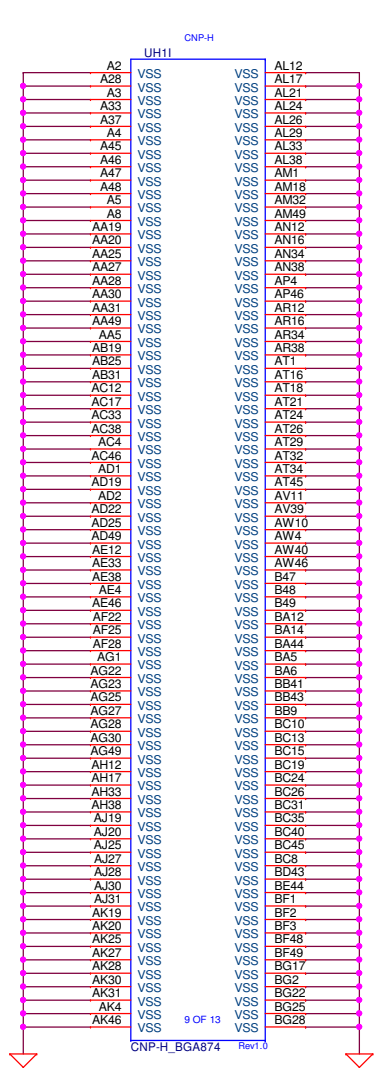 CNP-H
UH1I
A2 VSS VSS AL12
A28 VSS VSS AL17
A3 VSS VSS AL21
A33 VSS VSS AL24
A37 VSS VSS AL26
A4 VSS VSS AL29
A45 VSS VSS AL33
A46 VSS VSS AL38
A47 VSS VSS AM1
A48 VSS VSS AM18
A5 VSS VSS AM32
A8 VSS VSS AM49
AA19 VSS VSS AN12
AA20 VSS VSS AN16
AA25 VSS VSS AN34
AA27 VSS VSS AN38
AA28 VSS VSS AP4
AA30 VSS VSS AP46
AA31 VSS VSS AR12
AA49 VSS VSS AR16
AA5 VSS VSS AR34
AB19 VSS VSS AR38
AB25 VSS VSS AT1
AB31 VSS VSS AT16
AC12 VSS VSS AT18
AC17 VSS VSS AT21
AC33 VSS VSS AT24
AC38 VSS VSS AT26
AC4 VSS VSS AT29
AC46 VSS VSS AT32
AD1 VSS VSS AT34
AD19 VSS VSS AT45
AD2 VSS VSS AV11
AD22 VSS VSS AV39
AD25 VSS VSS AW10
AD49 VSS VSS AW4
AE12 VSS VSS AW40
AE33 VSS VSS AW46
AE38 VSS VSS B47
AE4 VSS VSS B48
AE46 VSS VSS B49
AF22 VSS VSS BA12
AF25 VSS VSS BA14
AF28 VSS VSS BA44
AG1 VSS VSS BA5
AG22 VSS VSS BA6
AG23 VSS VSS BB41
AG25 VSS VSS BB43
AG27 VSS VSS BB9
AG28 VSS VSS BC10
AG30 VSS VSS BC13
AG49 VSS VSS BC15
AH12 VSS VSS BC19
AH17 VSS VSS BC24
AH33 VSS VSS BC26
AH38 VSS VSS BC31
AJ19 VSS VSS BC35
AJ20 VSS VSS BC40
AJ25 VSS VSS BC45
AJ27 VSS VSS BC8
AJ28 VSS VSS BD43
AJ30 VSS VSS BE44
AJ31 VSS VSS BF1
AK19 VSS VSS BF2
AK20 VSS VSS BF3
AK25 VSS VSS BF48
AK27 VSS VSS BF49
AK28 VSS VSS BG17
AK30 VSS VSS BG2
AK31 VSS VSS BG22
AK4 VSS VSS BG25
AK46 VSS 9 OF 13 VSS BG28
CNP-H_BGA874 Rev1.0